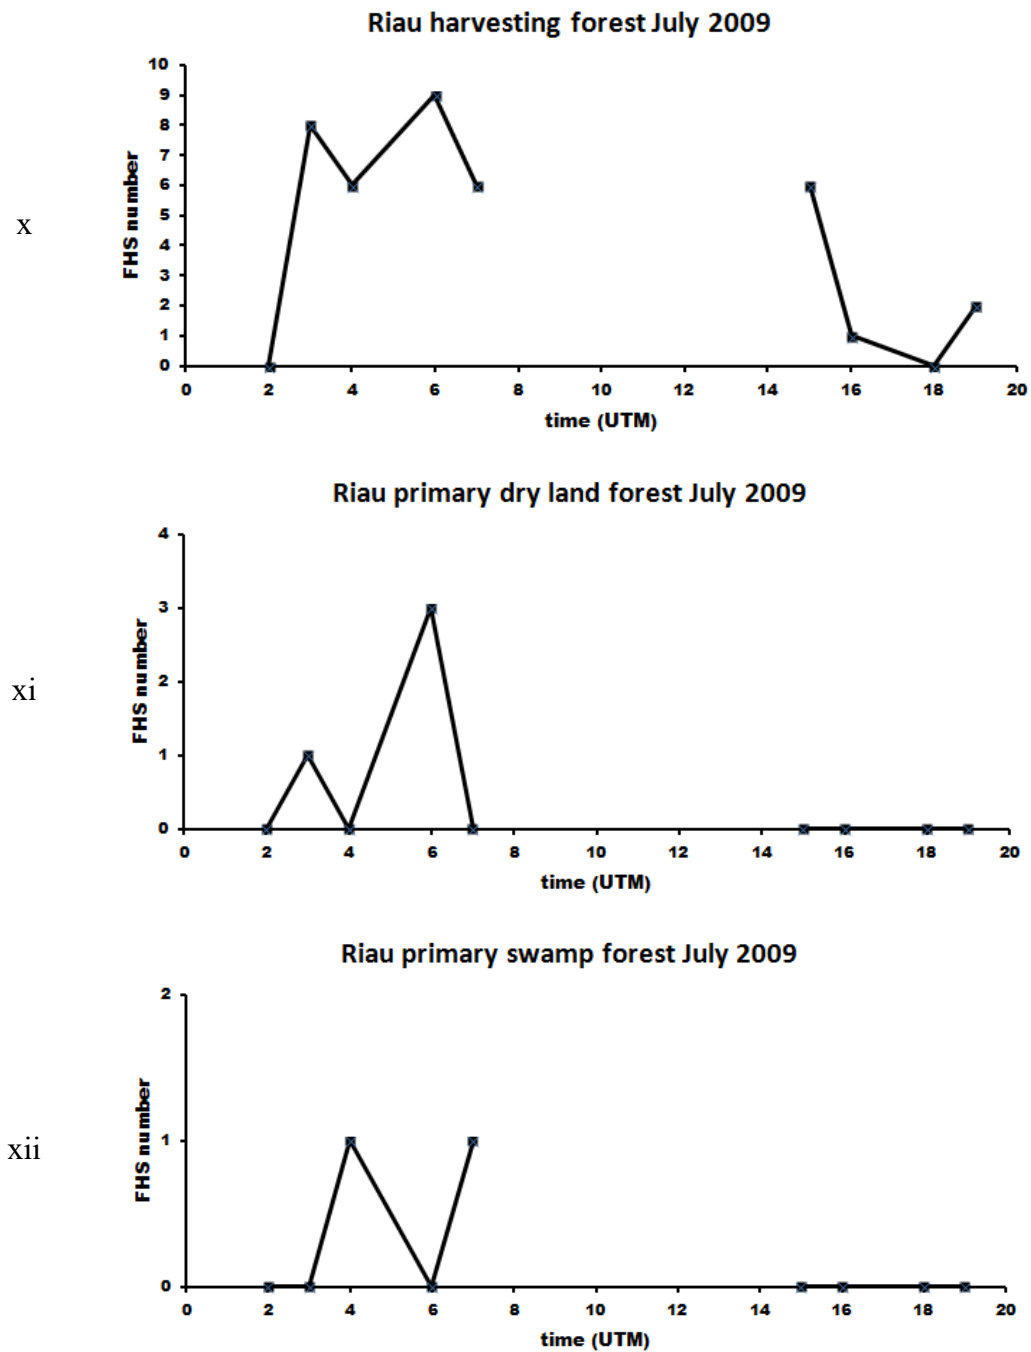 Riau harvesting forest July 2009
10
9
8
7
6
5
4
3
2
1
0
FHS number
x
0 2 4 6 8 10 12 14 16 18 20
time (UTM)
Riau primary dry land forest July 2009
4
3
2
1
0
FHS number
xi
0 2 4 6 8 10 12 14 16 18 20
time (UTM)
Riau primary swamp forest July 2009
2
1
0
FHS number
xii
0 2 4 6 8 10 12 14 16 18 20
time (UTM)